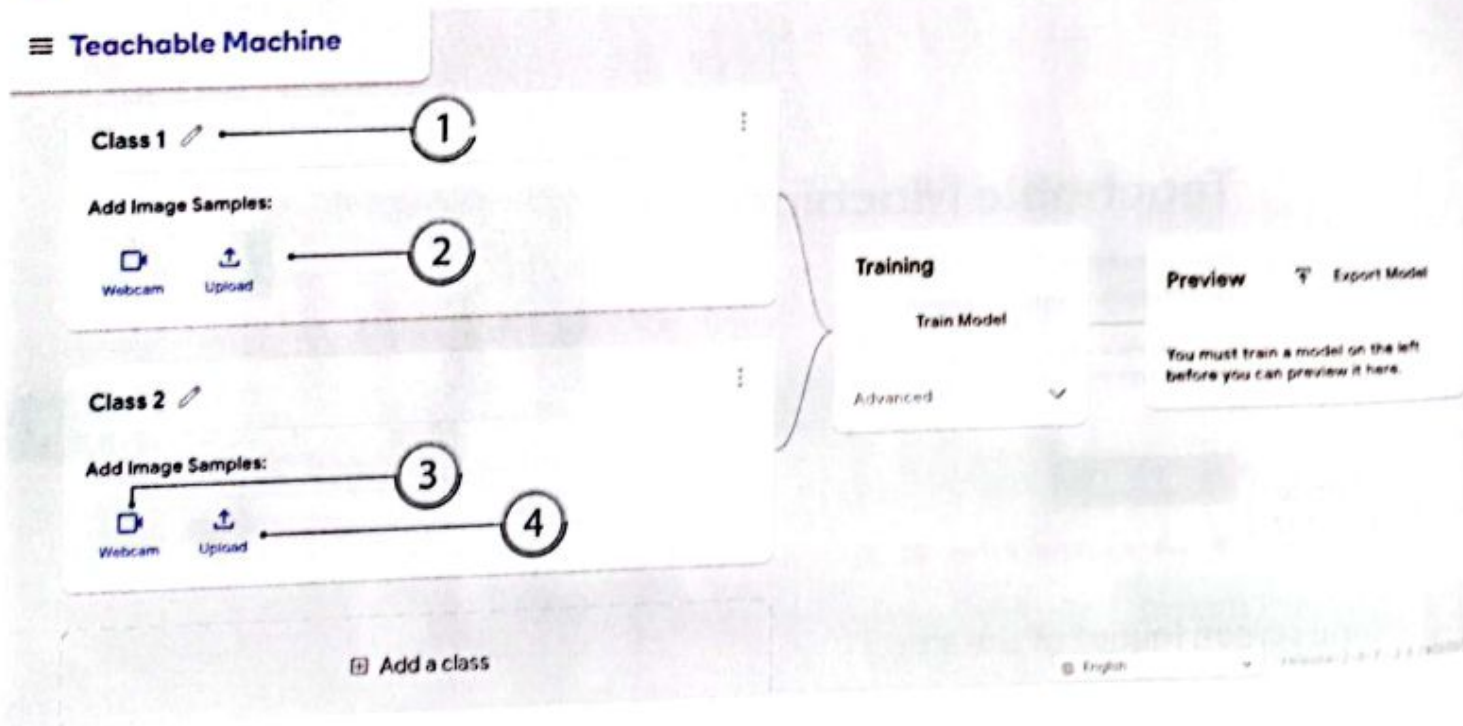 Teachable Machine
Class 1
1
Add Image Samples:
2
Webcam
Upload
Class 2
Add Image Samples:
3
4
Webcam
Upload
Add a class
Training
Train Model
Advanced
Preview
Export Model
You must train a model on the left
before you can preview it here.
English